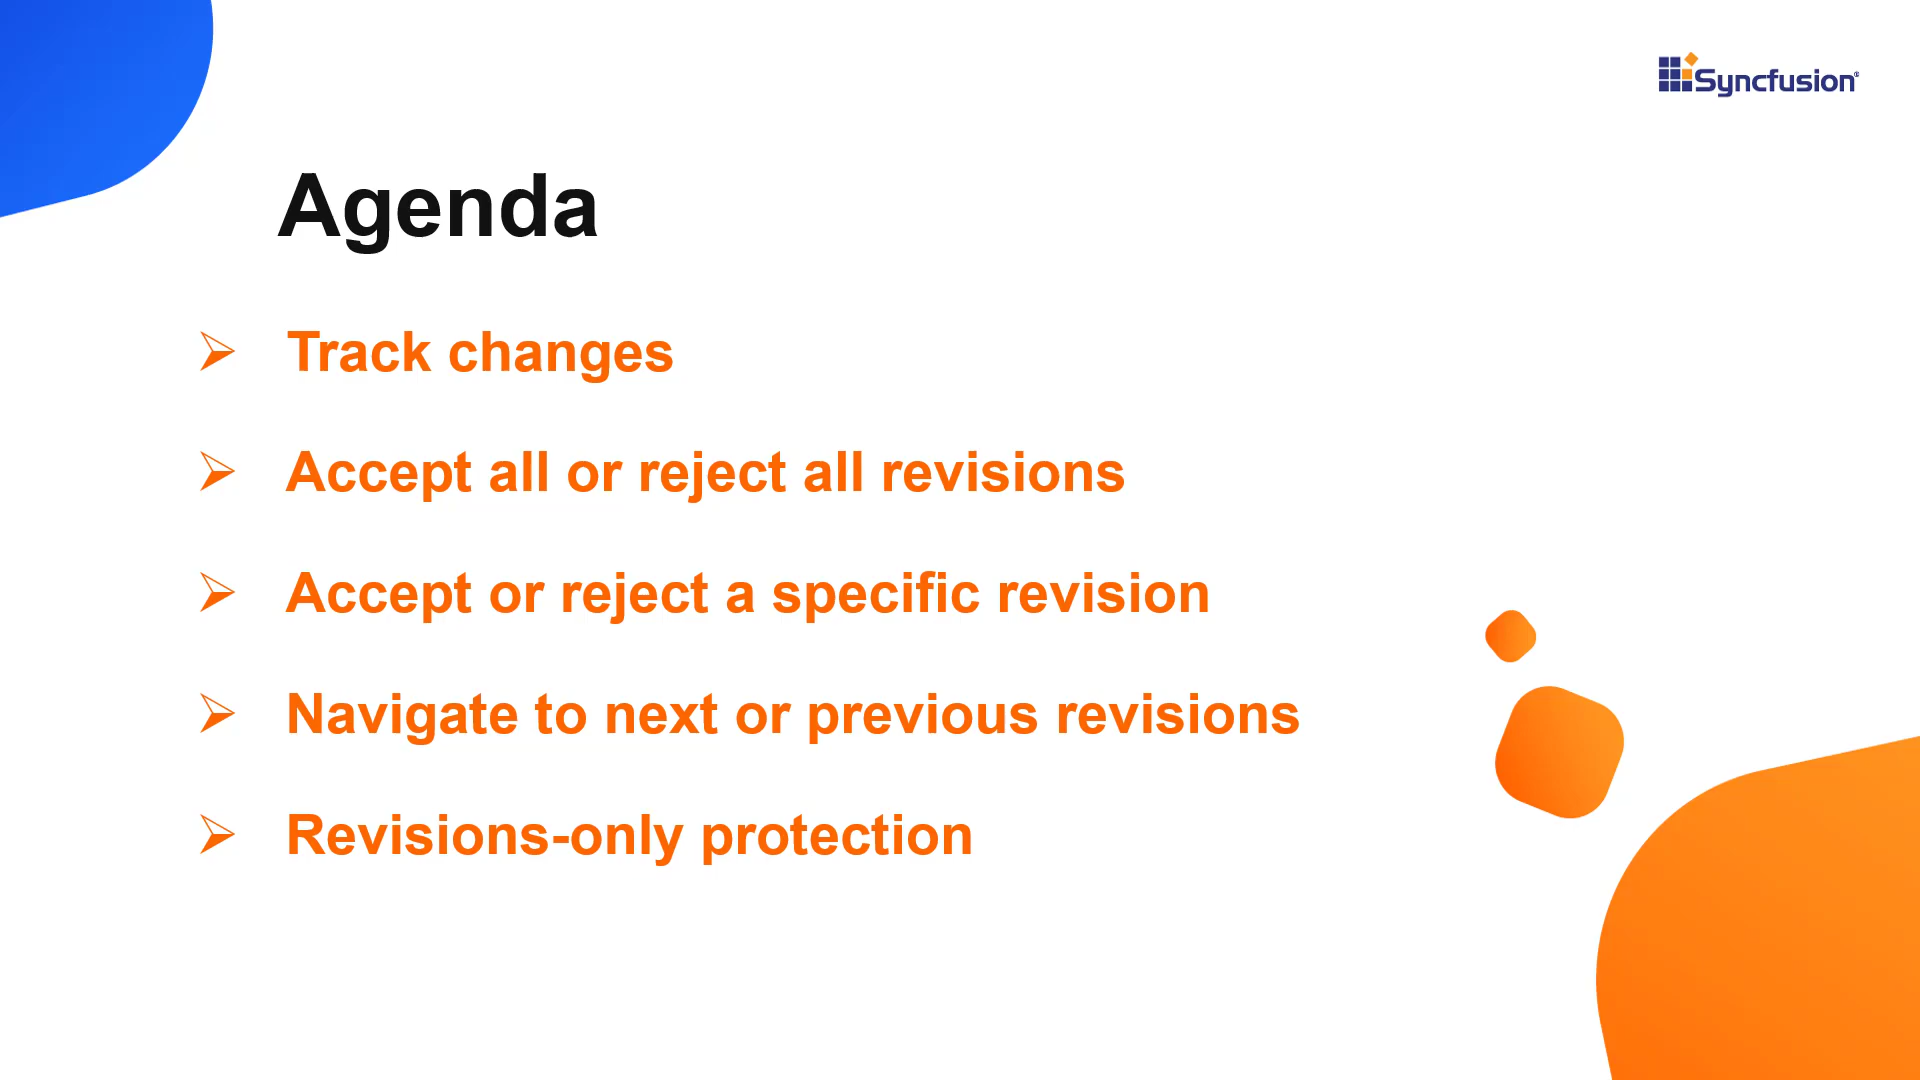 Syncfusion®
Agenda
➢ Track changes
➢ Accept all or reject all revisions
➢ Accept or reject a specific revision
➢ Navigate to next or previous revisions
➢ Revisions-only protection